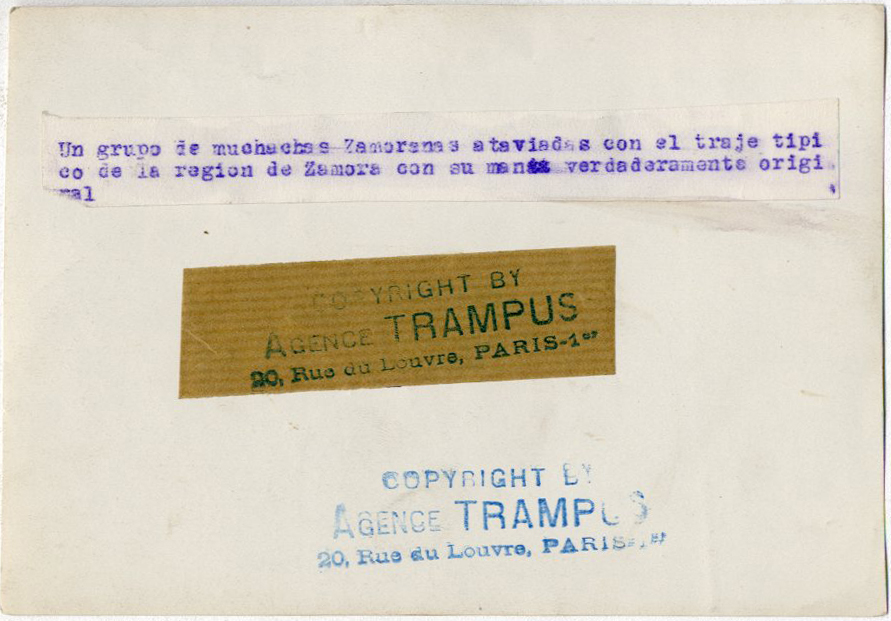 Un grupo de muchachas Zamoranas ataviadas con el traje tipi
co de la region de Zamora con su verdaderamente origi
nal
COPYRIGHT BY
AGENCE TRAMPUS
20, Rue du Louvre, PARIS-1er
COPYRIGHT BY
AGENCE TRAMPUS
20, Rue du Louvre, PARIS-1er